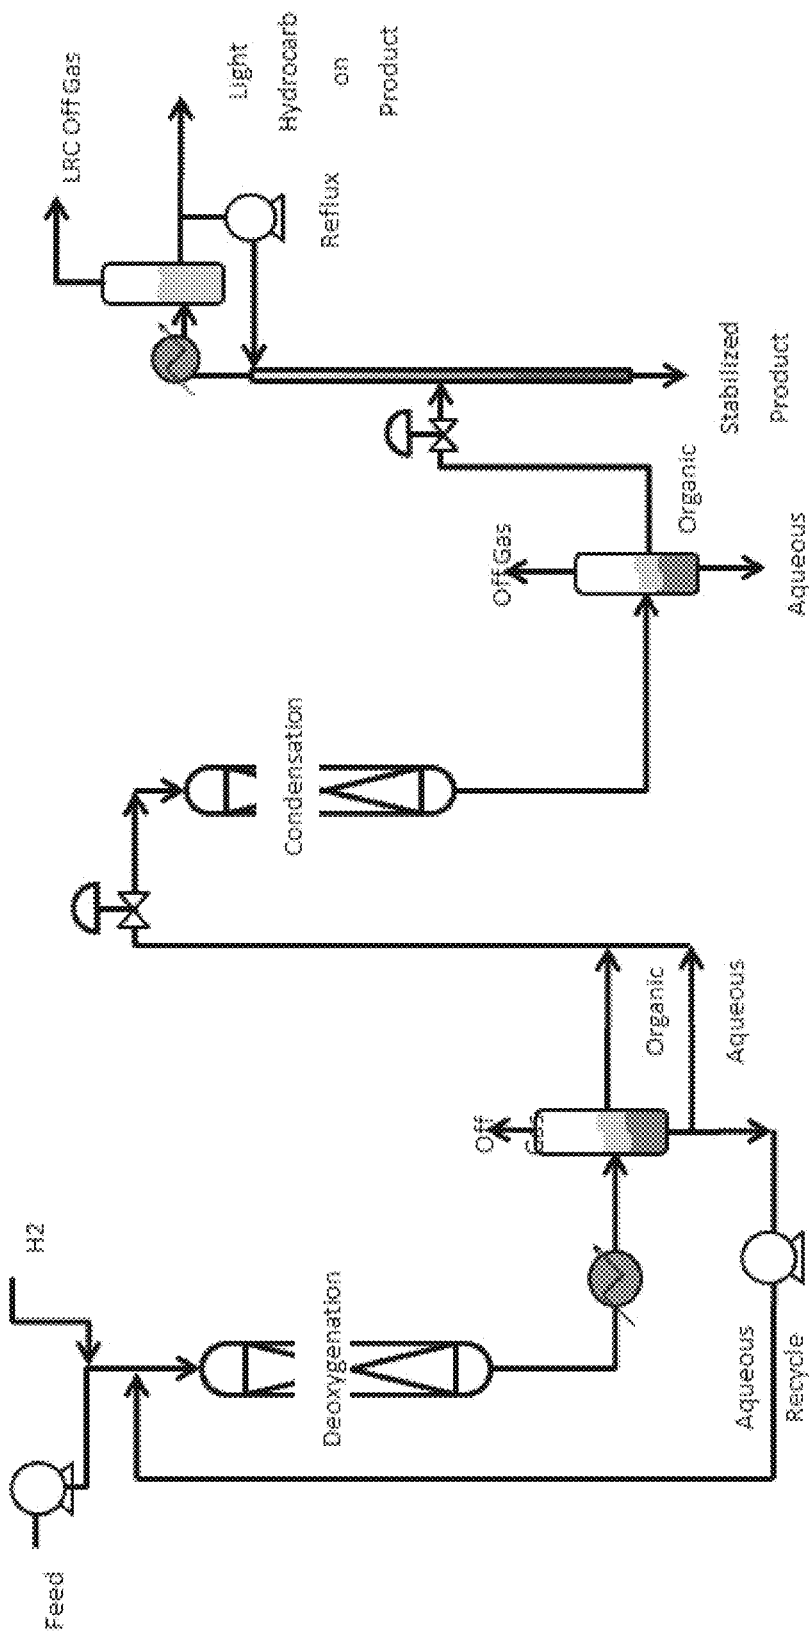 Feed
H2
Deoxygenation
Aqueous
Recycle
Off
Gas
Organic
Aqueous
Condensation
Off Gas
Organic
Aqueous
LRC Off Gas
Light
Hydrocarb
on
Product
Reflux
Stabilized
Product